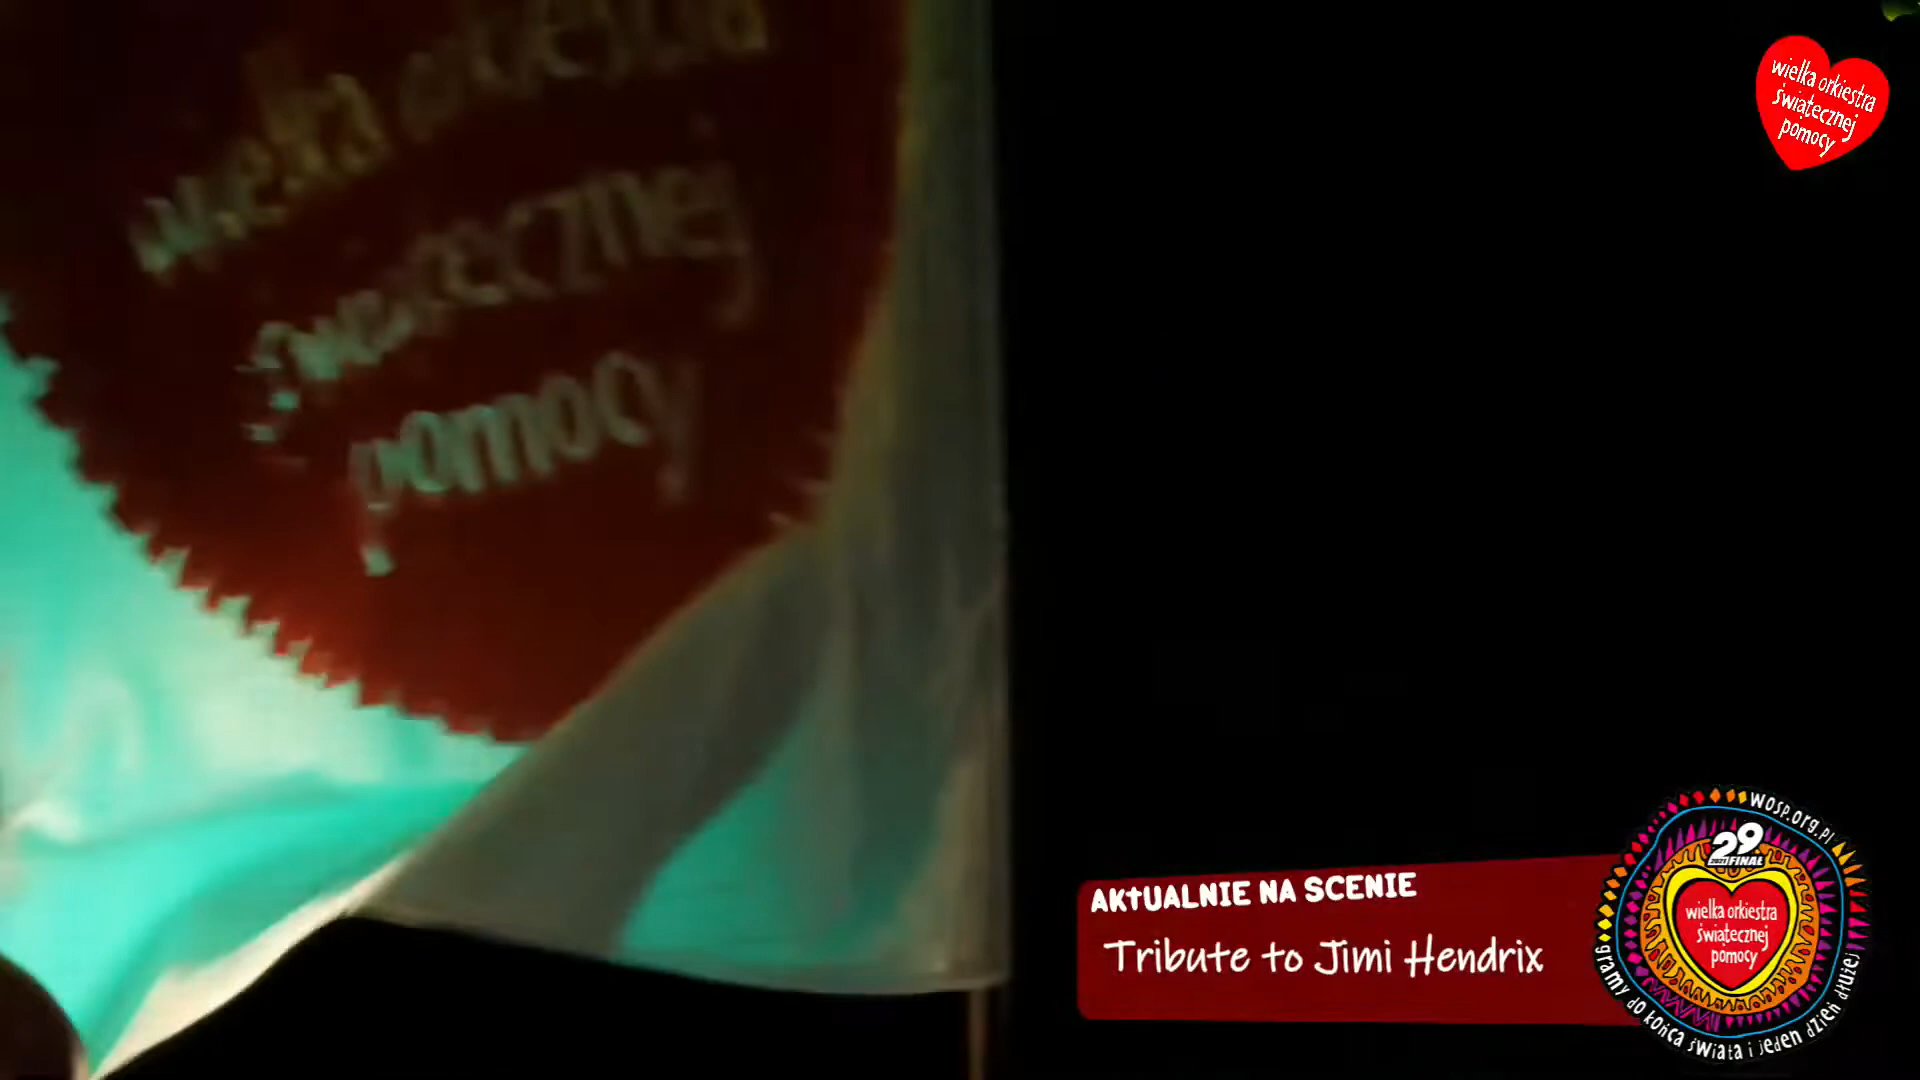 wielka orkiestra
świątecznej
pomocy
wielka orkiestra
świątecznej
pomocy
AKTUALNIE NA SCENIE
Tribute to Jimi Hendrix
wosp.org.pl
29
2021 FINAŁ
wielka orkiestra
świątecznej
pomocy
gramy do końca świata i jeden dzień dłużej